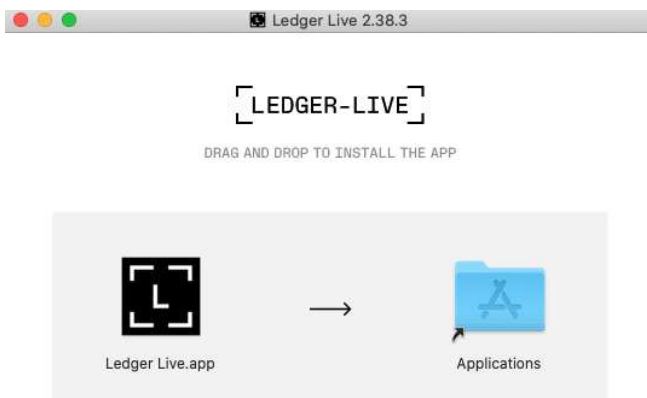 Ledger Live 2.38.3
LEDGER-LIVE
DRAG AND DROP TO INSTALL THE APP
L
Ledger Live.app
Applications